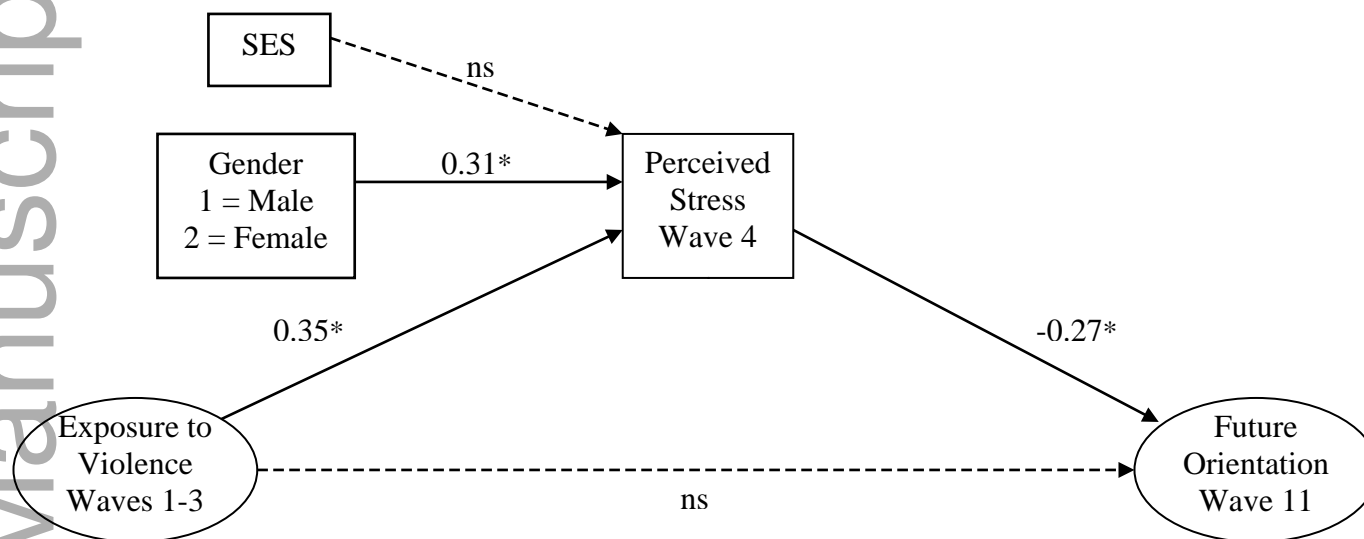 SES
ns
Gender
1 = Male
2 = Female
0.31*
Perceived
Stress
Wave 4
0.35*
-0.27*
Exposure to
Violence
Waves 1-3
ns
Future
Orientation
Wave 11